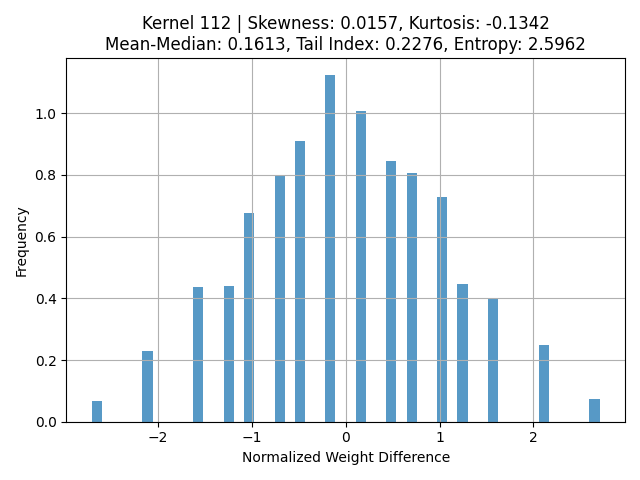 Kernel 112 | Skewness: 0.0157, Kurtosis: -0.1342
Mean-Median: 0.1613, Tail Index: 0.2276, Entropy: 2.5962
Frequency
1.0
0.8
0.6
0.4
0.2
0.0
−2
−1
0
1
2
Normalized Weight Difference